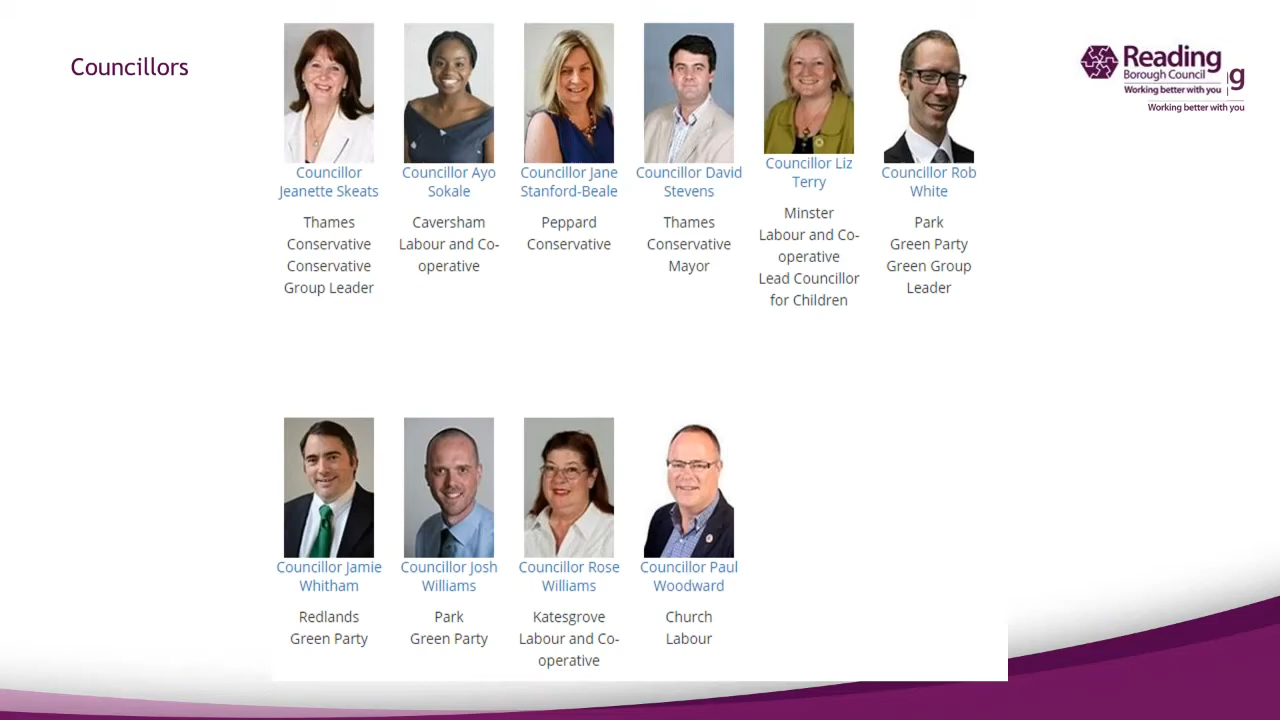 Councillors
Reading
Borough Council
Working better with you
g
Working better with you
Councillor
Jeanette Skeats
Thames
Conservative
Conservative
Group Leader
Councillor Ayo
Sokale
Caversham
Labour and Co-
operative
Councillor Jane
Stanford-Beale
Peppard
Conservative
Councillor David
Stevens
Thames
Conservative
Mayor
Councillor Liz
Terry
Minster
Labour and Co-
operative
Lead Councillor
for Children
Councillor Rob
White
Park
Green Party
Green Group
Leader
Councillor Jamie
Whitham
Redlands
Green Party
Councillor Josh
Williams
Park
Green Party
Councillor Rose
Williams
Katesgrove
Labour and Co-
operative
Councillor Paul
Woodward
Church
Labour